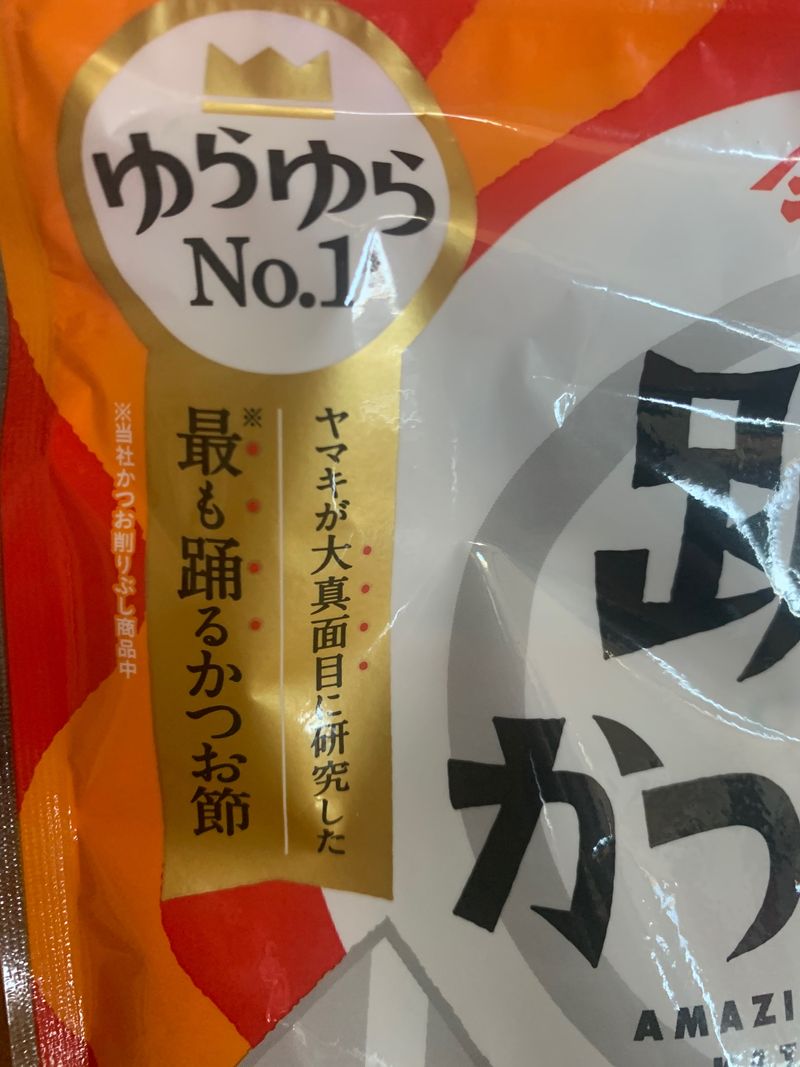 ゆらゆら
No.1
ヤマキが大真面目に研究した
※最も踊るかつお節
※当社かつお削りぶし商品中
かつ
AMAZI